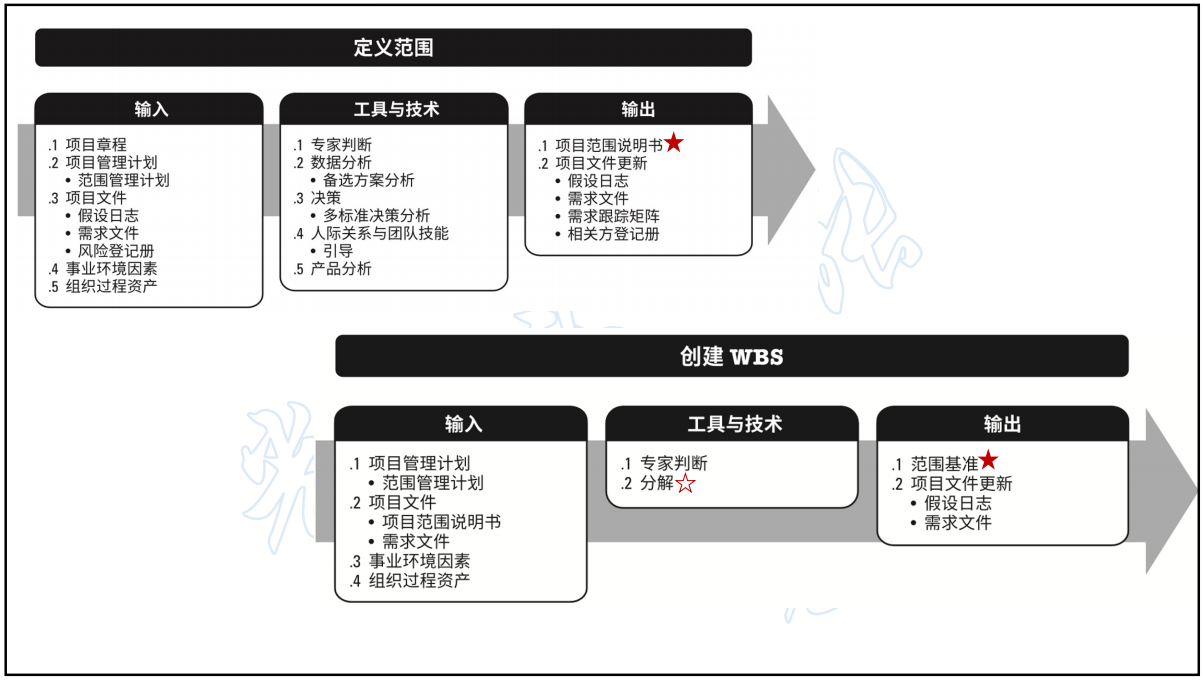 定义范围
输入
.1 项目章程
.2 项目管理计划
• 范围管理计划
.3 项目文件
• 假设日志
• 需求文件
• 风险登记册
.4 事业环境因素
.5 组织过程资产
工具与技术
.1 专家判断
.2 数据分析
• 备选方案分析
.3 决策
• 多标准决策分析
.4 人际关系与团队技能
• 引导
.5 产品分析
输出
.1 项目范围说明书
.2 项目文件更新
• 假设日志
• 需求文件
• 需求跟踪矩阵
• 相关方登记册
创建 WBS
输入
.1 项目管理计划
• 范围管理计划
.2 项目文件
• 项目范围说明书
• 需求文件
.3 事业环境因素
.4 组织过程资产
工具与技术
.1 专家判断
.2 分解
输出
.1 范围基准
.2 项目文件更新
• 假设日志
• 需求文件